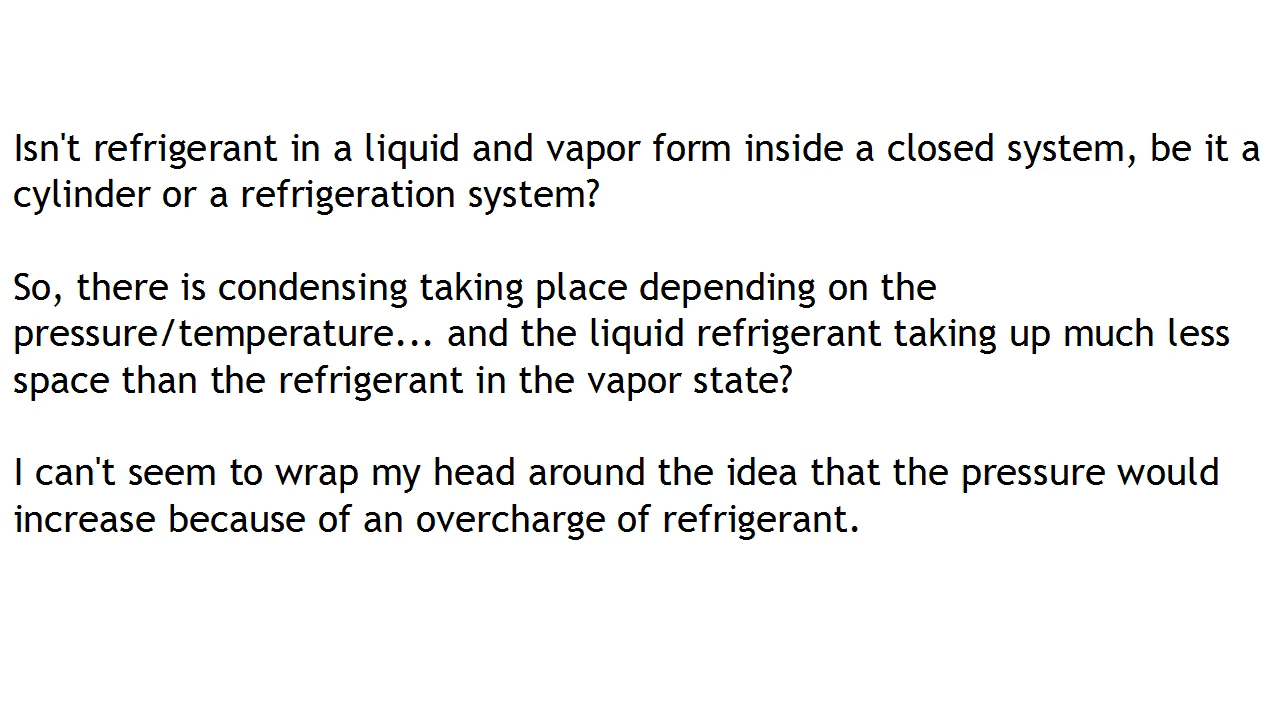 Isn't refrigerant in a liquid and vapor form inside a closed system, be it a
cylinder or a refrigeration system?
So, there is condensing taking place depending on the
pressure/temperature... and the liquid refrigerant taking up much less
space than the refrigerant in the vapor state?
I can't seem to wrap my head around the idea that the pressure would
increase because of an overcharge of refrigerant.